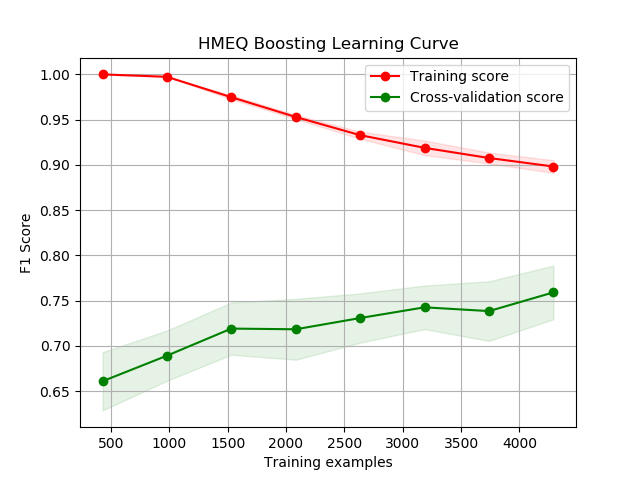 HMEQ Boosting Learning Curve
Training score
Cross-validation score
F1 Score
1.00
0.95
0.90
0.85
0.80
0.75
0.70
0.65
500 1000 1500 2000 2500 3000 3500 4000
Training examples